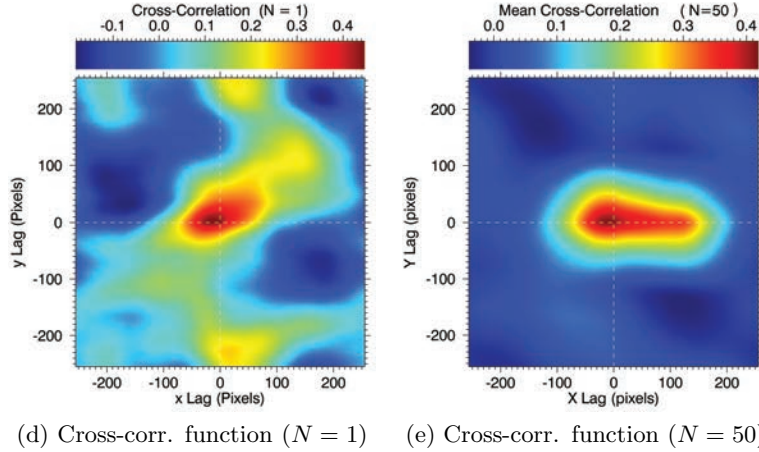 Cross-Correlation (N = 1)
-0.1 0.0 0.1 0.2 0.3 0.4
200
100
0
-100
-200
y Lag (Pixels)
-200 -100 0 100 200
x Lag (Pixels)
(d) Cross-corr. function (N = 1)
Mean Cross-Correlation (N=50)
-0.0 0.1 0.2 0.3 0.4
200
100
0
-100
-200
Y Lag (pixels)
-200 -100 0 100 200
X Lag (pixels)
(e) Cross-corr. function (N = 50)